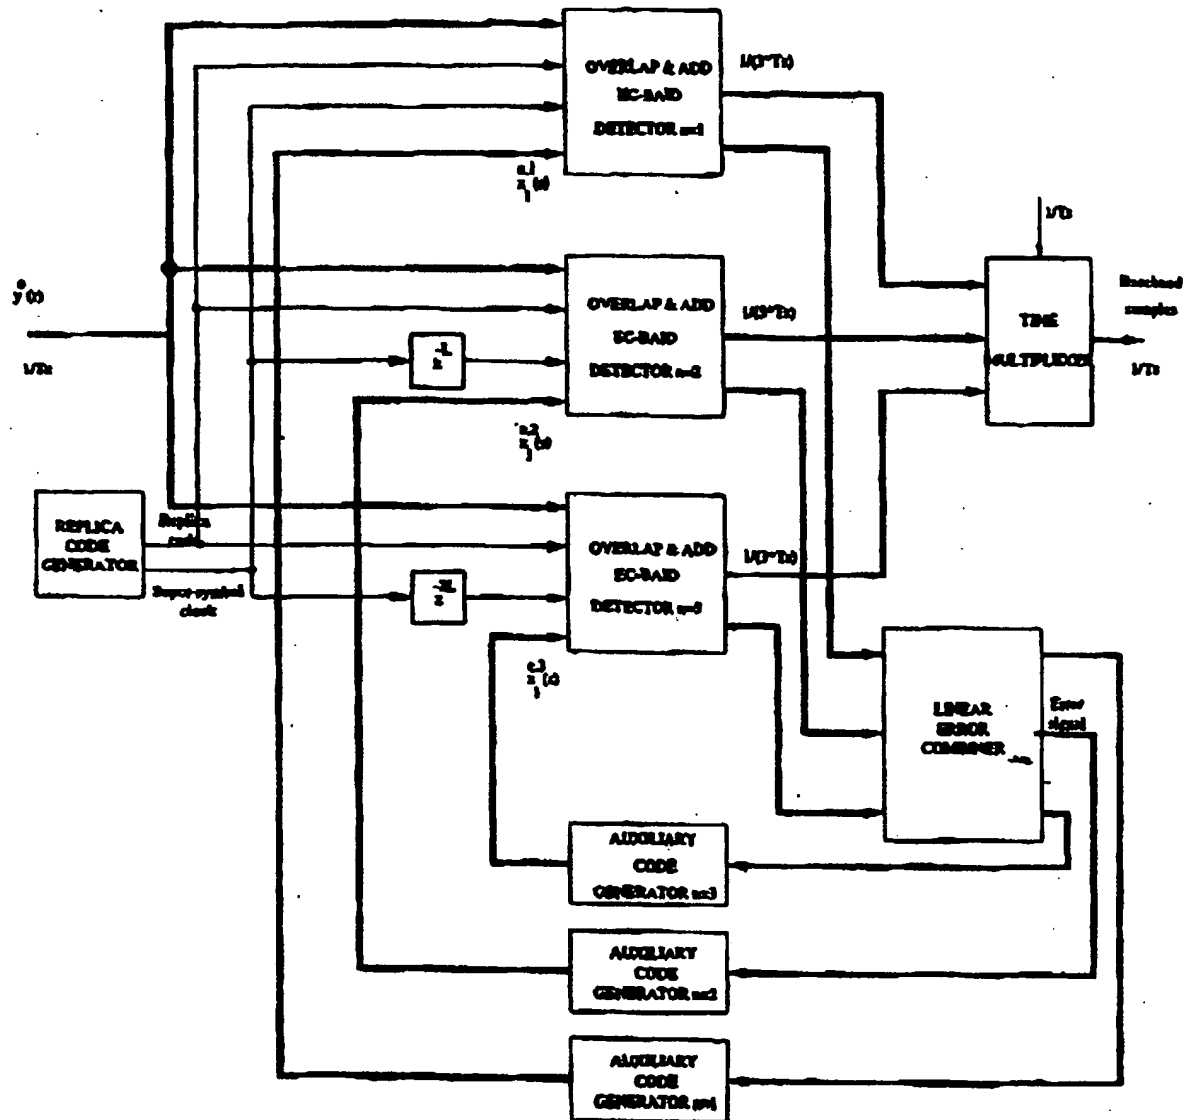 OVERLAP & ADD
EC-BAID
DETECTOR n=1
1/(3*Ts)
1/Ts
OVERLAP & ADD
EC-BAID
DETECTOR n=2
1/(3*Ts)
TIME
MULTIPLEXER
samples
1/Ts
y (z)
1/Ts
REPLICA
CODE
GENERATOR
Replica
code
Super-symbol
clock
OVERLAP & ADD
EC-BAID
DETECTOR n=3
1/(3*Ts)
LINEAR
ERROR
COMBINER
Error
signal
AUXILIARY
CODE
GENERATOR n=3
AUXILIARY
CODE
GENERATOR n=2
AUXILIARY
CODE
GENERATOR n=1